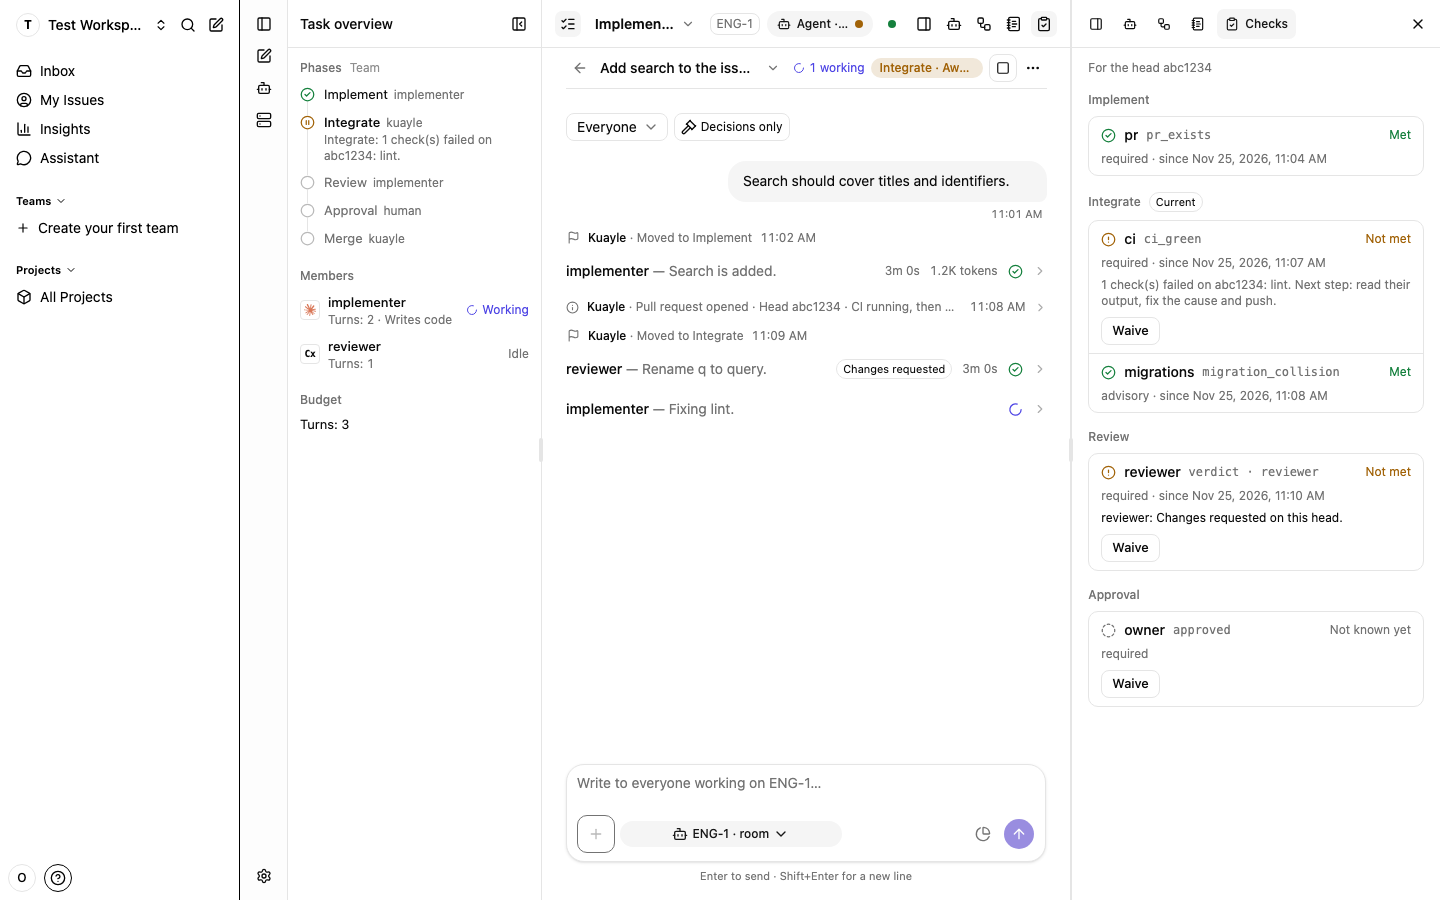 T Test Worksp...
Inbox
My Issues
Insights
Assistant
Teams
Create your first team
Projects
All Projects
O
Task overview
Phases Team
Implement implementer
Integrate kuayle
Integrate: 1 check(s) failed on
abc1234: lint.
Review implementer
Approval human
Merge kuayle
Members
implementer
Turns: 2 · Writes code
Working
Cx
reviewer
Turns: 1
Idle
Budget
Turns: 3
Implemen...
ENG-1
Agent ·...
Add search to the iss...
1 working
Integrate · Aw...
Everyone
Decisions only
Search should cover titles and identifiers.
11:01 AM
Kuayle · Moved to Implement 11:02 AM
implementer — Search is added. 3m 0s 1.2K tokens
Kuayle · Pull request opened · Head abc1234 · CI running, then ... 11:08 AM
Kuayle · Moved to Integrate 11:09 AM
reviewer — Rename q to query. Changes requested 3m 0s
implementer — Fixing lint.
Write to everyone working on ENG-1...
ENG-1 · room
Enter to send · Shift+Enter for a new line
Checks
For the head abc1234
Implement
pr pr_exists Met
required · since Nov 25, 2026, 11:04 AM
Integrate Current
ci ci_green Not met
required · since Nov 25, 2026, 11:07 AM
1 check(s) failed on abc1234: lint. Next step: read their
output, fix the cause and push.
Waive
migrations migration_collision Met
advisory · since Nov 25, 2026, 11:08 AM
Review
reviewer verdict · reviewer Not met
required · since Nov 25, 2026, 11:10 AM
reviewer: Changes requested on this head.
Waive
Approval
owner approved Not known yet
required
Waive